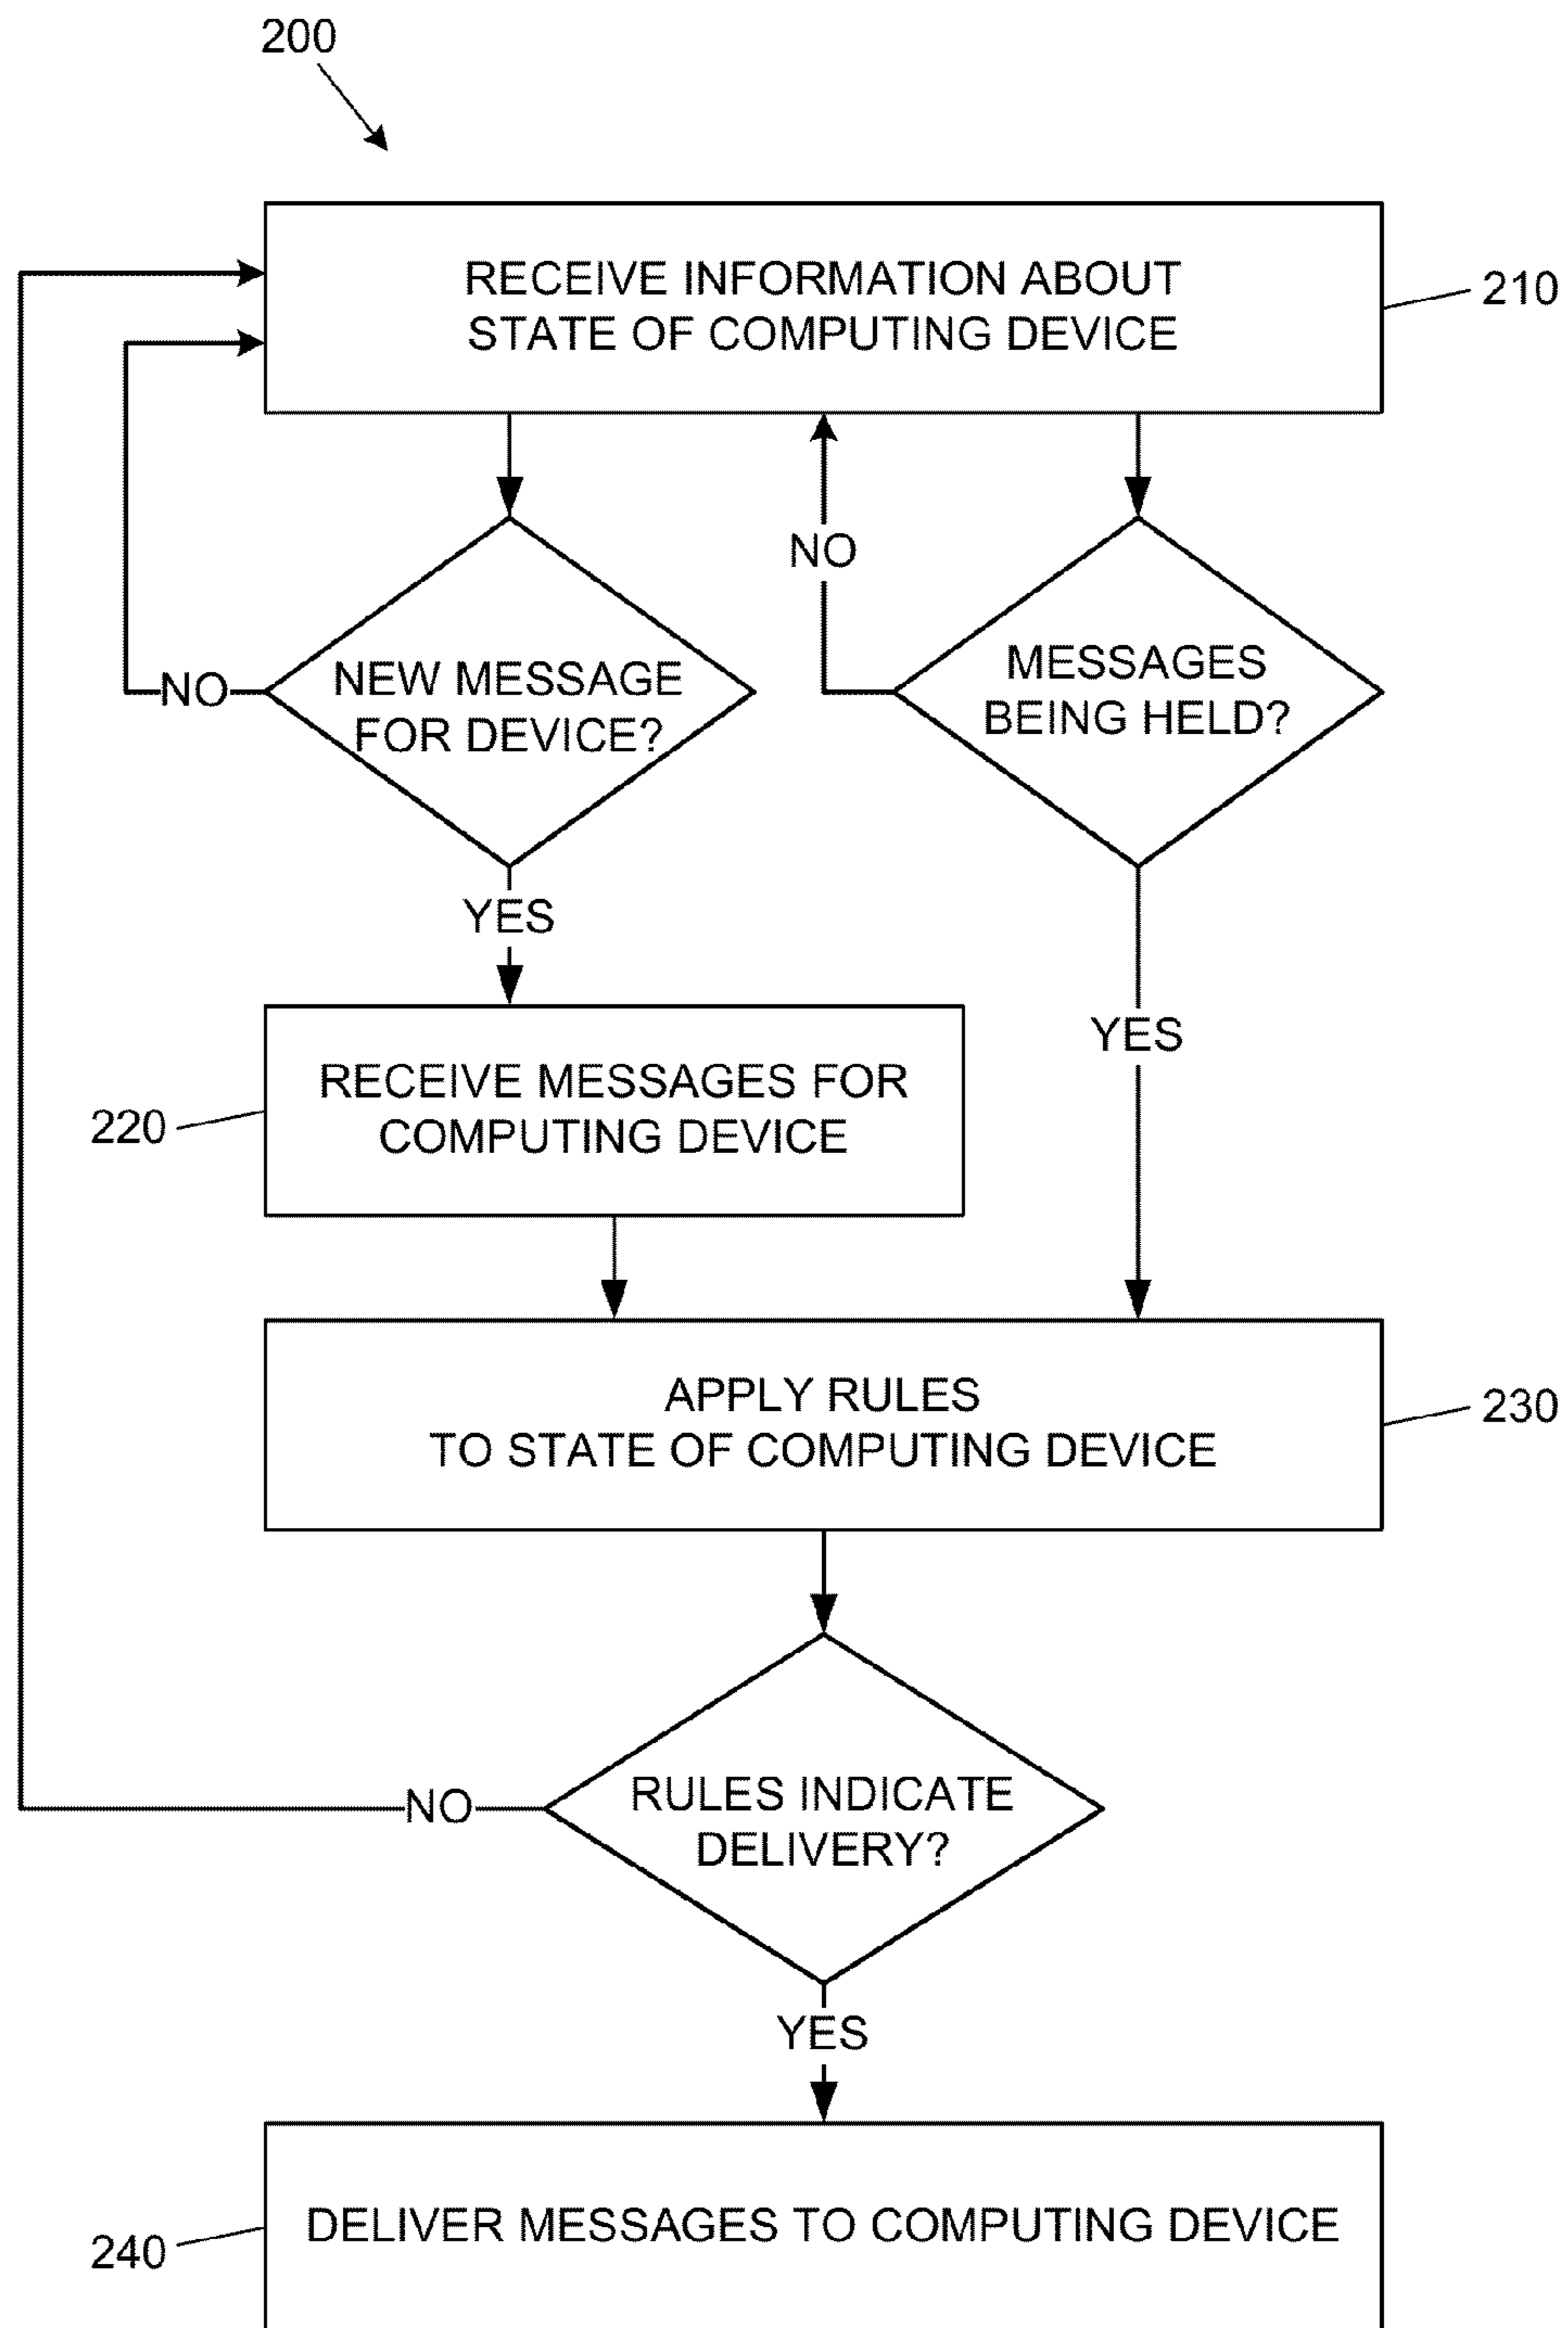 200
RECEIVE INFORMATION ABOUT
STATE OF COMPUTING DEVICE
210
NO
NEW MESSAGE
FOR DEVICE?
NO
MESSAGES
BEING HELD?
YES
YES
RECEIVE MESSAGES FOR
COMPUTING DEVICE
220
APPLY RULES
TO STATE OF COMPUTING DEVICE
230
RULES INDICATE
DELIVERY?
NO
YES
DELIVER MESSAGES TO COMPUTING DEVICE
240